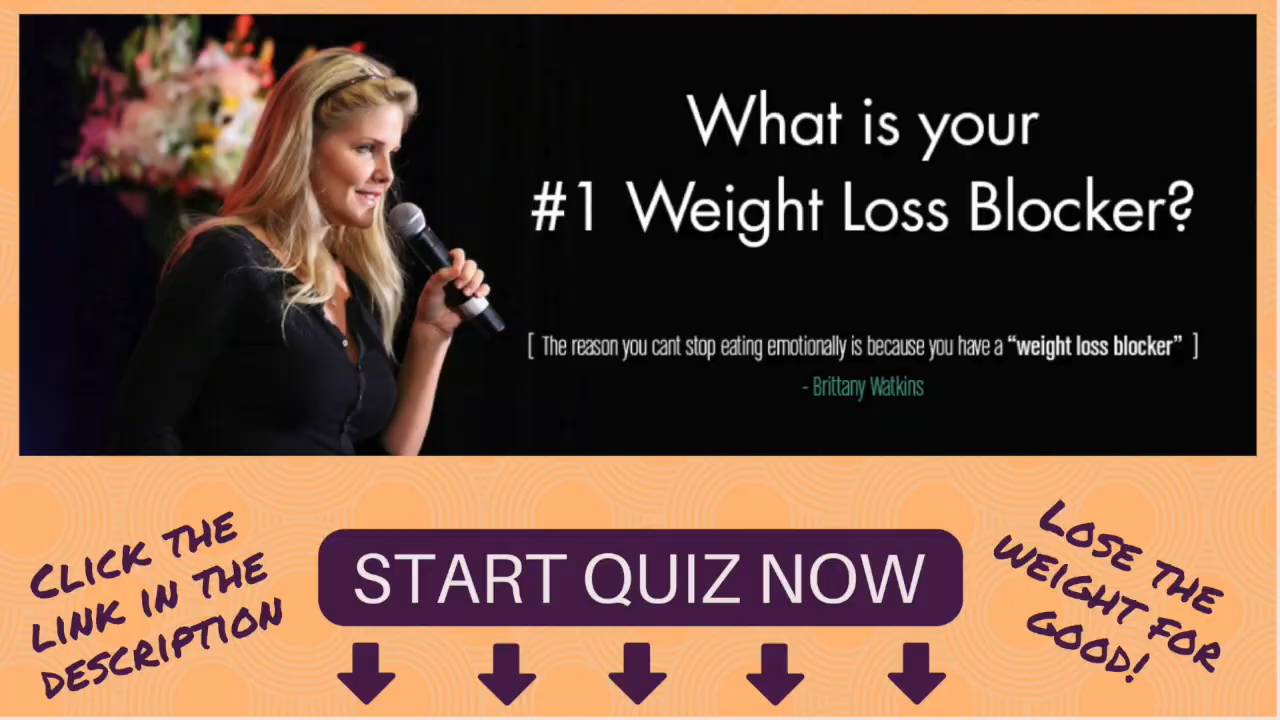 What is your
#1 Weight Loss Blocker?
[ The reason you cant stop eating emotionally is because you have a “weight loss blocker” ]
- Brittany Watkins
CLICK THE
LINK IN THE
DESCRIPTION
START QUIZ NOW
LOSE THE
WEIGHT FOR
GOOD!